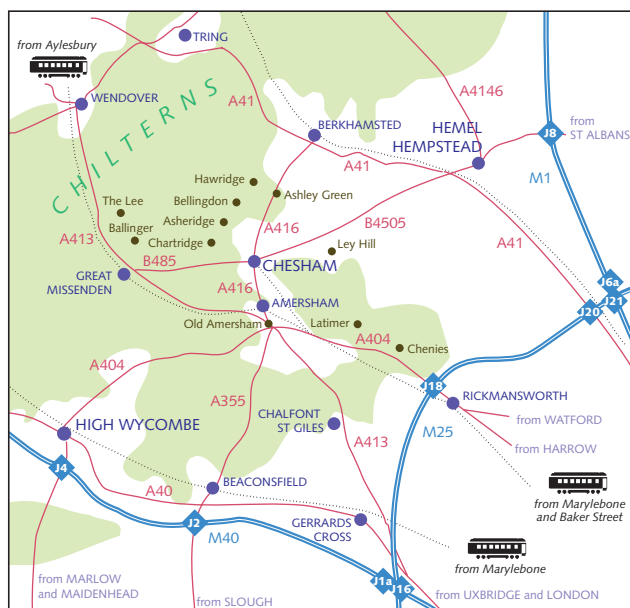 TRING
from Aylesbury
WENDOVER
CHILTERNS
A41
A4146
BERKHAMSTED
HEMEL
HEMPSTEAD
J8
from
ST ALBANS
M1
A41
Hawridge
Ashley Green
Bellingdon
The Lee
Asheridge
A416
B4505
Ballinger
Chartridge
Ley Hill
A41
A413
B485
CHESHAM
GREAT
MISSENDEN
A416
AMERSHAM
J6a
J21
J20
Old Amersham
Latimer
A404
Chenies
A404
J18
RICKMANSWORTH
A355
CHALFONT
ST GILES
from WATFORD
HIGH WYCOMBE
M25
A413
from HARROW
J4
BEACONSFIELD
A40
from Marylebone
and Baker Street
J2
M40
GERRARDS
CROSS
from Marylebone
from MARLOW
and MAIDENHEAD
J1a
J16
from SLOUGH
from UXBRIDGE and LONDON